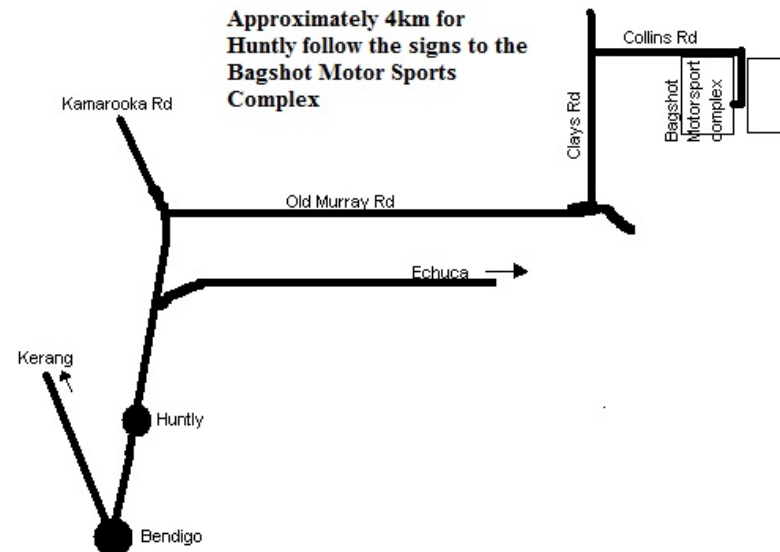 Approximately 4km for
Huntly follow the signs to the
Bagshot Motor Sports
Complex
Collins Rd
Kamarooka Rd
Bagshot
Motorsport
complex
Clays Rd
Old Murray Rd
Echuca
Kerang
Huntly
Bendigo